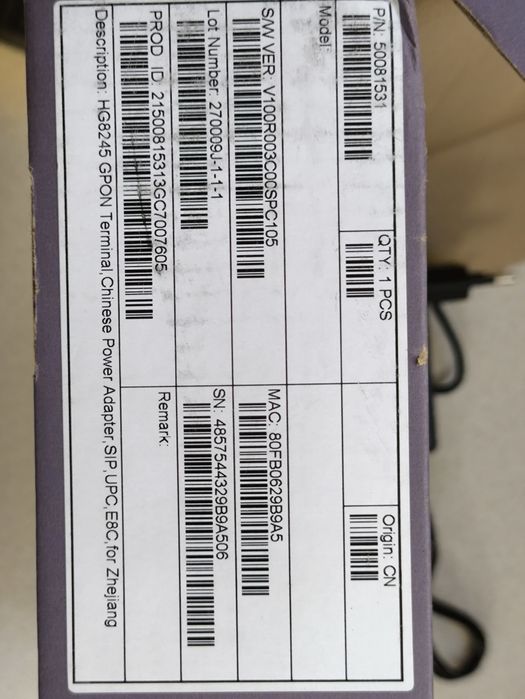 P/N: 50081531
QTY: 1 PCS
Origin: CN
Model:
S/W VER: V100R003C00SPC105
MAC: 80FB0629B9A5
Lot Number: 270009J-1-1-1
SN: 4857544329B9A506
PROD ID: 21500815313GC7007605
Remark:
Description: HG8245 GPON Terminal,Chinese Power Adapter,SIP,UPC,E8C,for Zhejiang